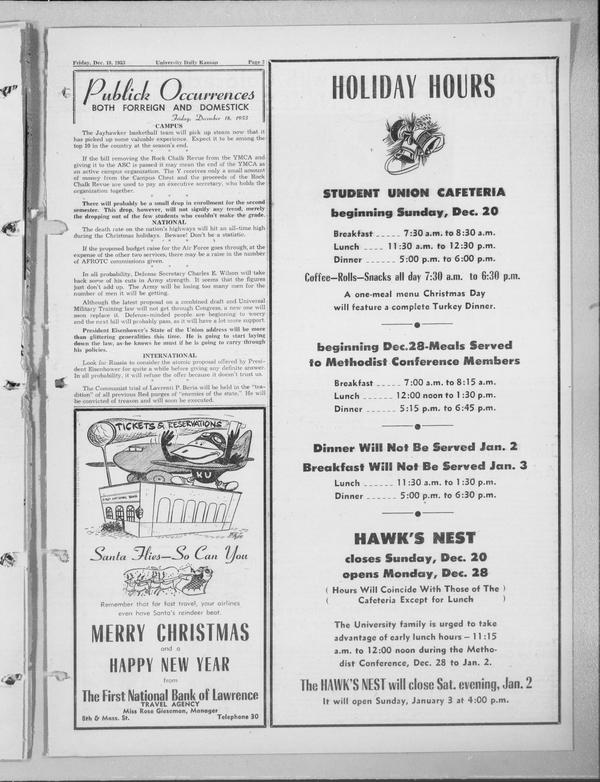 Friday, Dec. 18, 1953 University Daily Kansan Page 5
Publick Occurrences
BOTH FORREIGN AND DOMESTICK
Friday, December 18, 1953
CAMPUS
The Jayhawker basketball team will pick up steam now that it
has picked up some valuable experience. Expect it to be among the
top 10 in the country at the season's end.
If the bill removing the Rock Chalk Revue from the YMCA and
giving it to the ASC is passed it may mean the end of the YMCA as
an active campus organization. The Y receives only a small amount
of money from the Campus Chest and the proceeds of the Rock
Chalk Revue are used to pay an executive secretary, who holds the
organization together.
There will probably be a small drop in enrollment for the second
semester. This drop, however, will not signify any trend, merely
the dropping out of the few students who couldn't make the grade.
NATIONAL
The death rate on the nation's highways will hit an all-time high
during the Christmas holidays. Beware! Don't be a statistic.
If the proposed budget raise for the Air Force goes through, at the
expense of the other two services, there may be a raise in the number
of AFROTC commissions given.
In all probability, Defense Secretary Charles E. Wilson will take
back some of his cuts in Army strength. It seems that the figures
just don't add up. The Army will be losing too many men for the
number of men it will be getting.
Although the latest proposal on a combined draft and Universal
Military Training law will not get through Congress, a new one will
soon replace it. Defense-minded people are beginning to worry
and the next bill will probably pass, as it will have a lot more support.
President Eisenhower's State of the Union address will be more
than glittering generalities this time. He is going to start laying
down the law, as he knows he must if he is going to carry through
his policies.
INTERNATIONAL
Look for Russia to consider the atomic proposal offered by Presi-
dent Eisenhower for quite a while before giving any definite answer.
In all probability, it will refuse the offer because it doesn't trust us.
The Communist trial of Lavrenti P. Beria will be held in the "tra-
dition" of all previous Red purges of "enemies of the state." He will
be convicted of treason and will soon be executed.
TICKETS & RESERVATIONS
KU
FIRST NATIONAL BANK
Santa Flies—So Can You
Remember that for fast travel, your airlines
even have Santa's reindeer beat.
MERRY CHRISTMAS
and a
HAPPY NEW YEAR
from
The First National Bank of Lawrence
TRAVEL AGENCY
Miss Rose Gieseman, Manager
8th & Mass. St. Telephone 30
HOLIDAY HOURS
STUDENT UNION CAFETERIA
beginning Sunday, Dec. 20
Breakfast ----- 7:30 a.m. to 8:30 a.m.
Lunch ---- 11:30 a.m. to 12:30 p.m.
Dinner ------ 5:00 p.m. to 6:00 p.m.
Coffee—Rolls—Snacks all day 7:30 a.m. to 6:30 p.m.
A one-meal menu Christmas Day
will feature a complete Turkey Dinner.
beginning Dec.28-Meals Served
to Methodist Conference Members
Breakfast ----- 7:00 a.m. to 8:15 a.m.
Lunch ------ 12:00 noon to 1:30 p.m.
Dinner ------ 5:15 p.m. to 6:45 p.m.
Dinner Will Not Be Served Jan. 2
Breakfast Will Not Be Served Jan. 3
Lunch ------ 11:30 a.m. to 1:30 p.m.
Dinner ------ 5:00 p.m. to 6:30 p.m.
HAWK'S NEST
closes Sunday, Dec. 20
opens Monday, Dec. 28
( Hours Will Coincide With Those of The )
( Cafeteria Except for Lunch )
The University family is urged to take
advantage of early lunch hours – 11:15
a.m. to 12:00 noon during the Metho-
dist Conference, Dec. 28 to Jan. 2.
The HAWK'S NEST will close Sat. evening, Jan. 2
It will open Sunday, January 3 at 4:00 p.m.